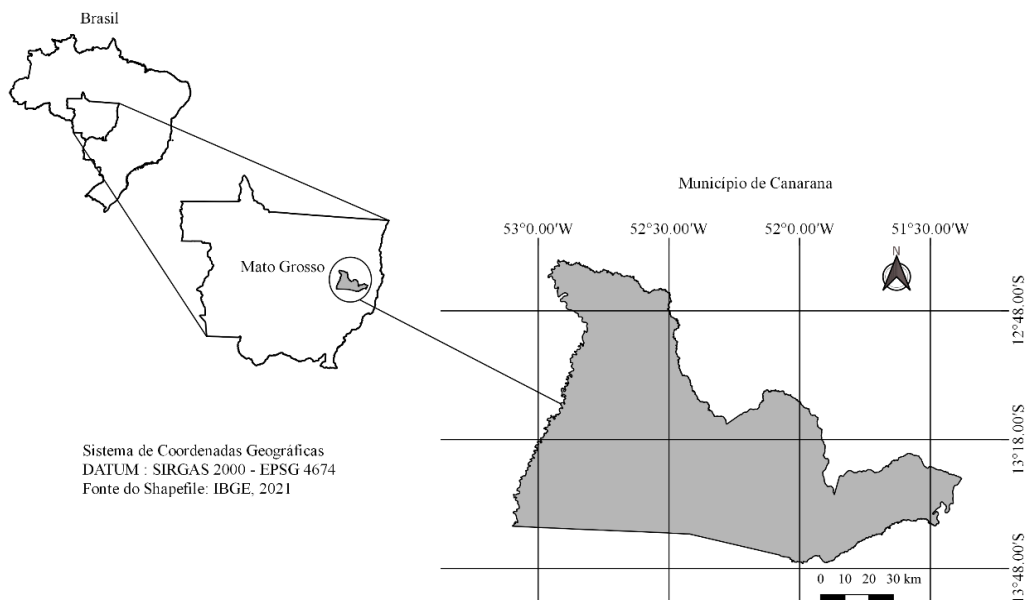 Brasil
Município de Canarana
53°0.00'W 52°30.00'W 52°0.00'W 51°30.00'W
N
Mato Grosso
12°48.00'S
13°18.00'S
13°48.00'S
Sistema de Coordenadas Geográficas
DATUM : SIRGAS 2000 - EPSG 4674
Fonte do Shapefile: IBGE, 2021
0 10 20 30 km